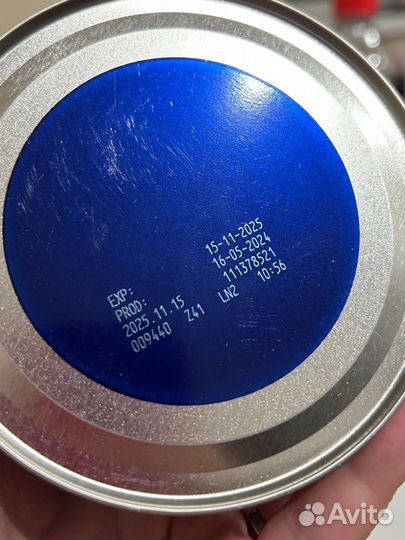 EXP: 15-11-2025
PROD: 16-05-2024
2025.11.15 111378521
009440 Z41 LN2 10:56
Avito